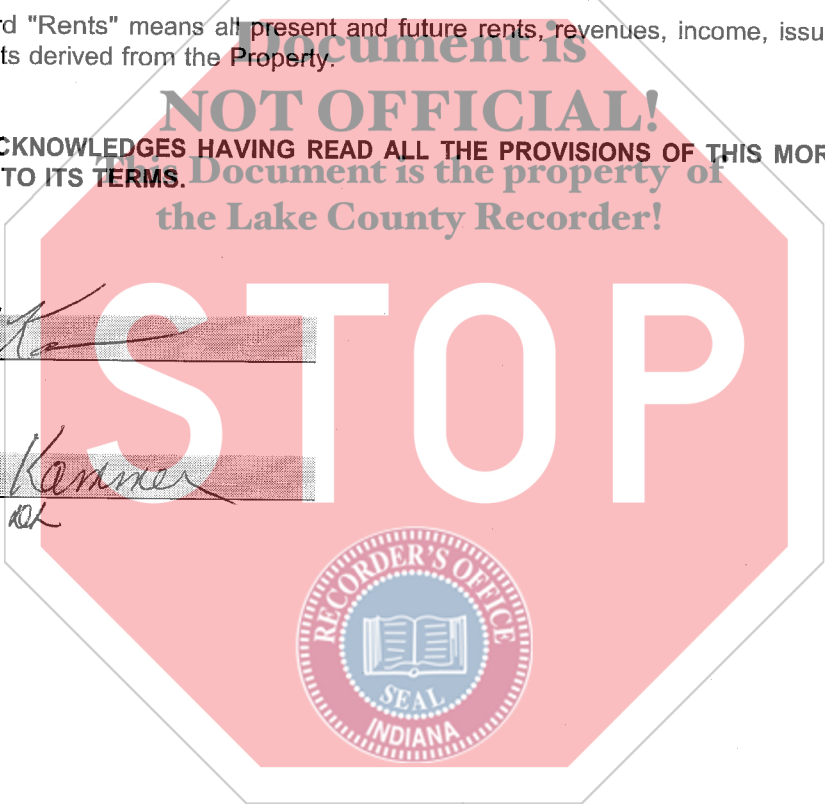 rd "Rents" means all present and future rents, revenues, income, issu
ts derived from the Property.
Document is
NOT OFFICIAL!
CKNOWLEDGES HAVING READ ALL THE PROVISIONS OF THIS MOR
TO ITS TERMS.
This Document is the property of
the Lake County Recorder!
STOP
Kammer
RECORDER'S OFFICE
SEAL
INDIANA